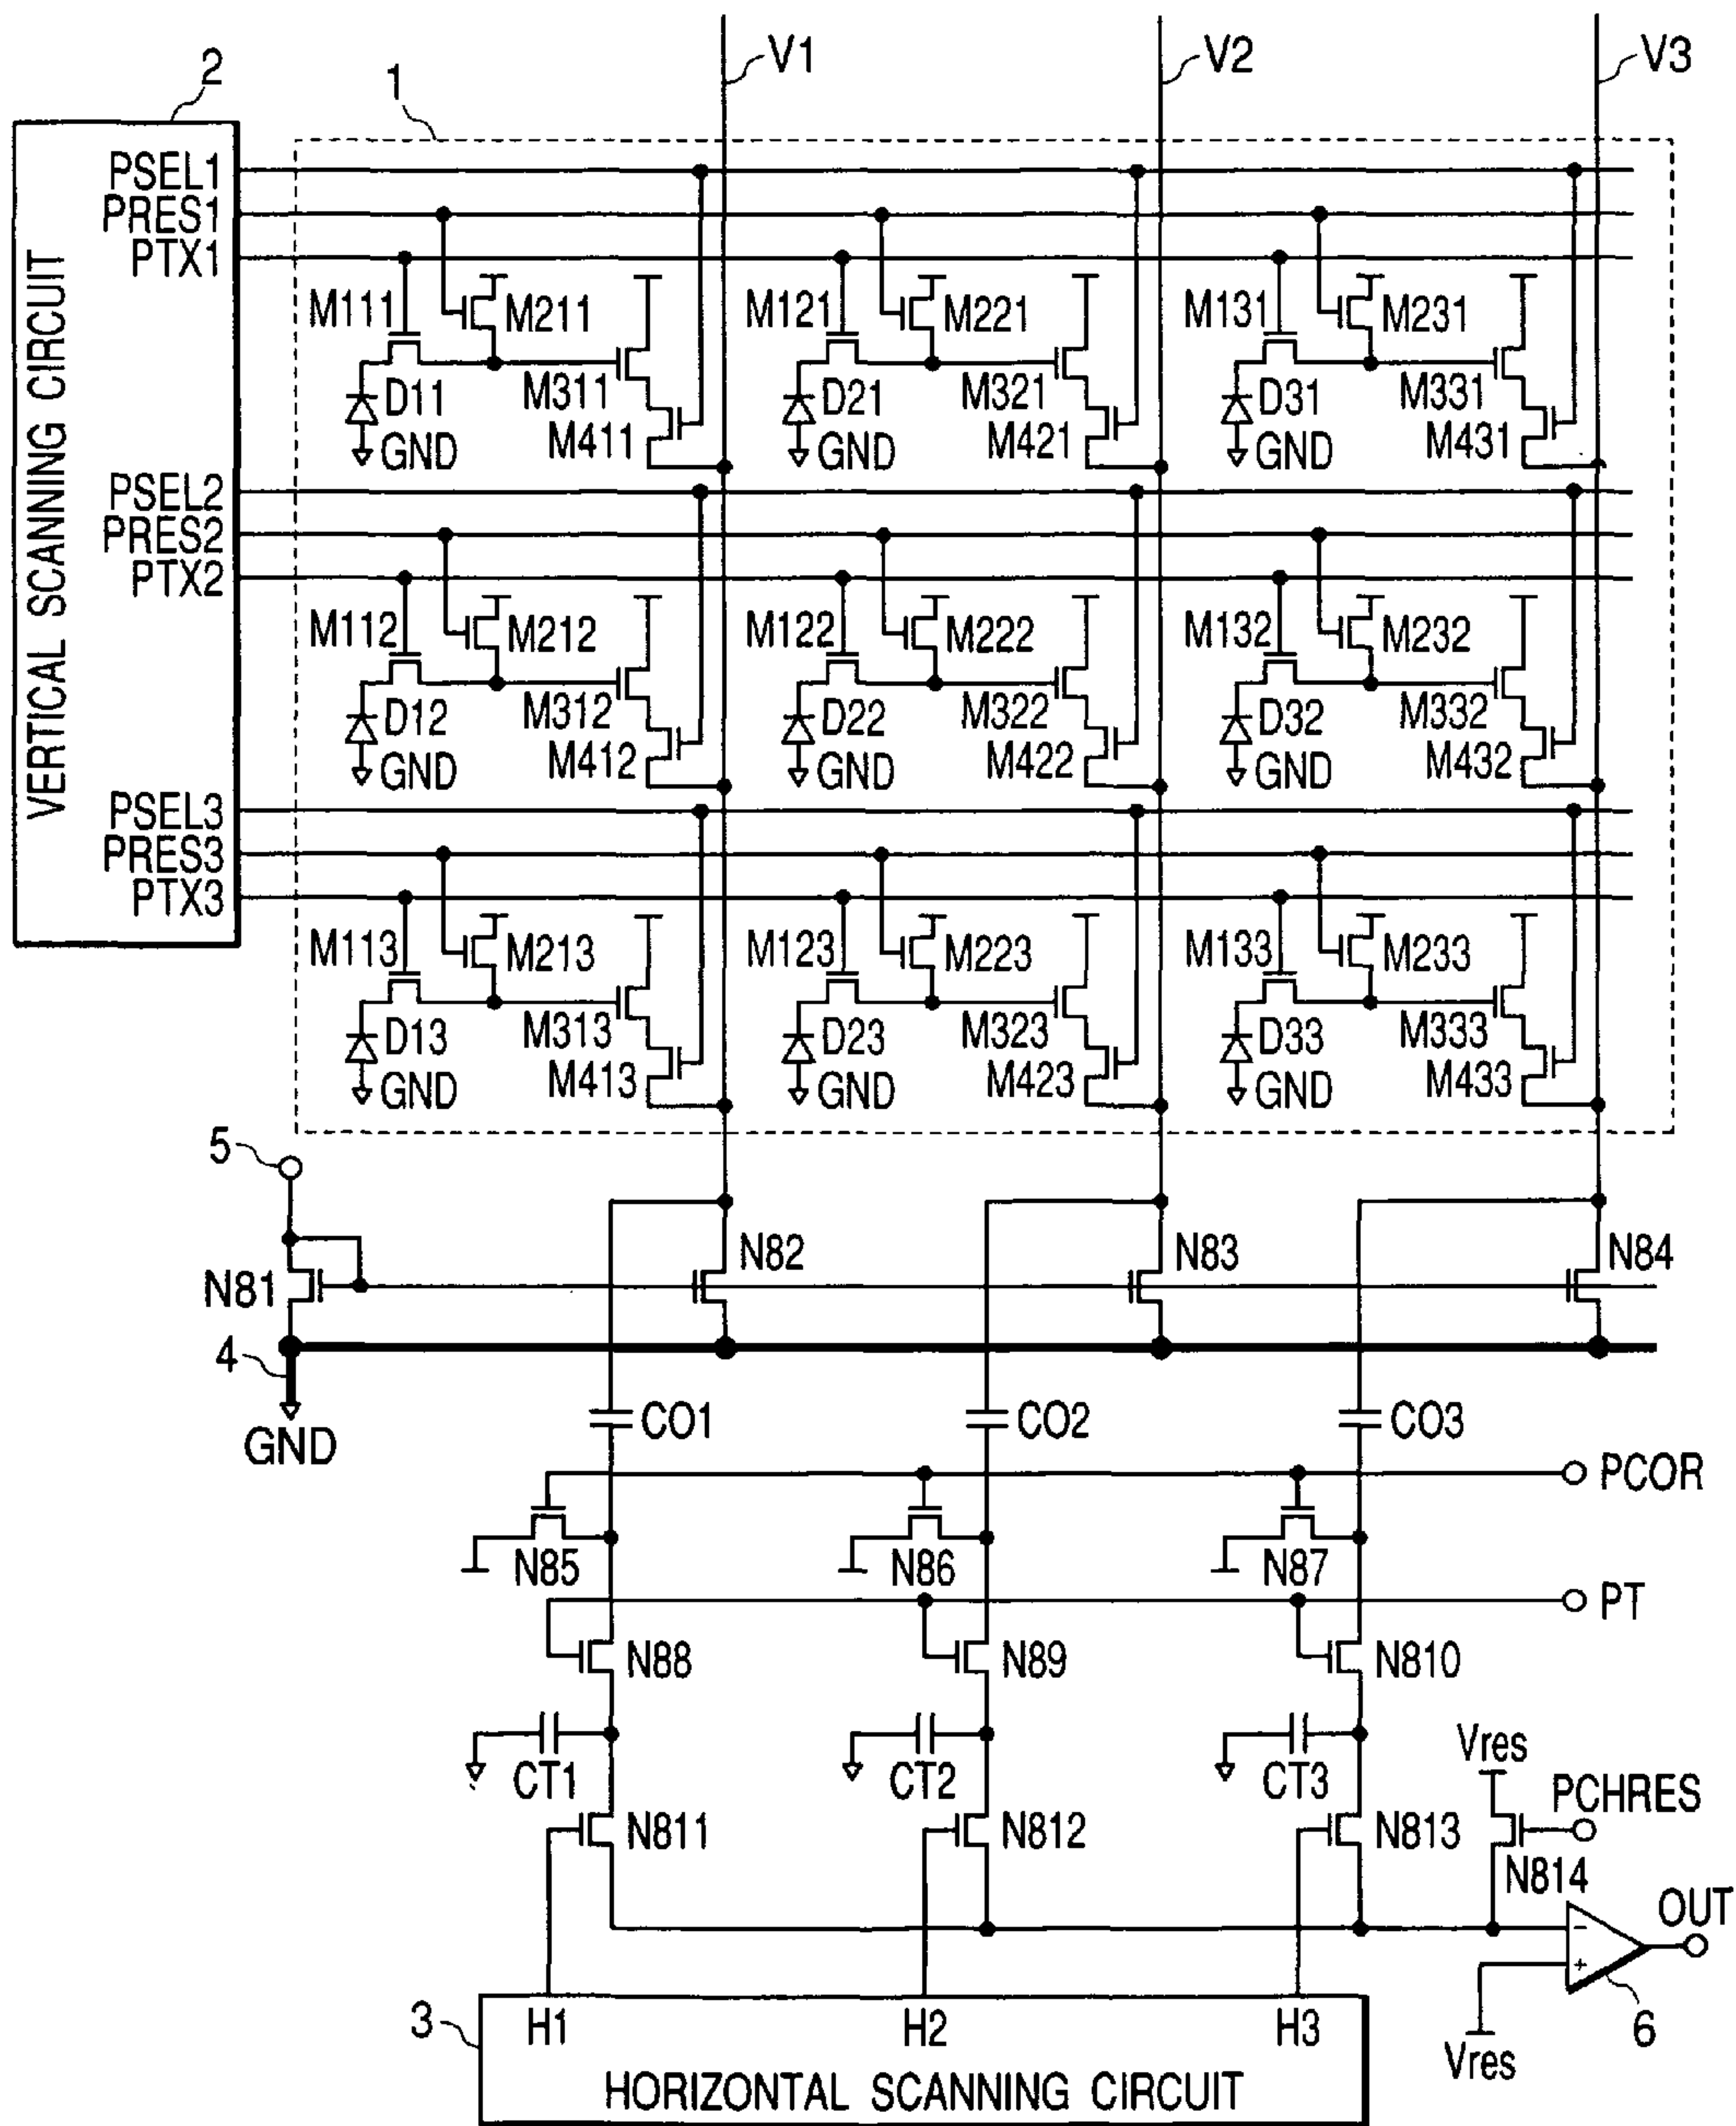 V1 V2 V3
2 1
VERTICAL SCANNING CIRCUIT
PSEL1
PRES1
PTX1
M111 M211 M121 M221 M131 M231
D11 M311 D21 M321 D31 M331
GND M411 GND M421 GND M431
PSEL2
PRES2
PTX2
M112 M212 M122 M222 M132 M232
D12 M312 D22 M322 D32 M332
GND M412 GND M422 GND M432
PSEL3
PRES3
PTX3
M113 M213 M123 M223 M133 M233
D13 M313 D23 M323 D33 M333
GND M413 GND M423 GND M433
5
N81 N82 N83 N84
4
GND
CO1 CO2 CO3
PCOR
N85 N86 N87
PT
N88 N89 N810
CT1 CT2 CT3
Vres
PCHRES
N811 N812 N813
N814
OUT
-
+
6
Vres
3
H1 H2 H3
HORIZONTAL SCANNING CIRCUIT